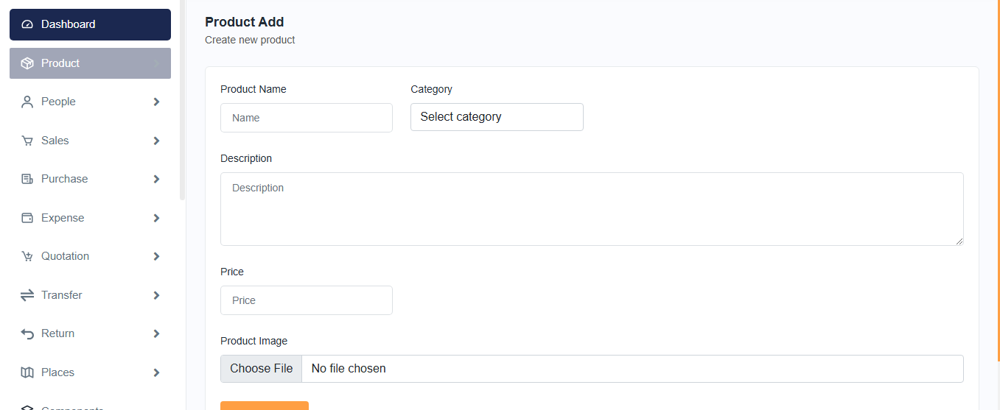 Dashboard
Product
People
Sales
Purchase
Expense
Quotation
Transfer
Return
Places
Components
Product Add
Create new product
Product Name
Category
Name
Select category
Description
Description
Price
Price
Product Image
Choose File
No file chosen